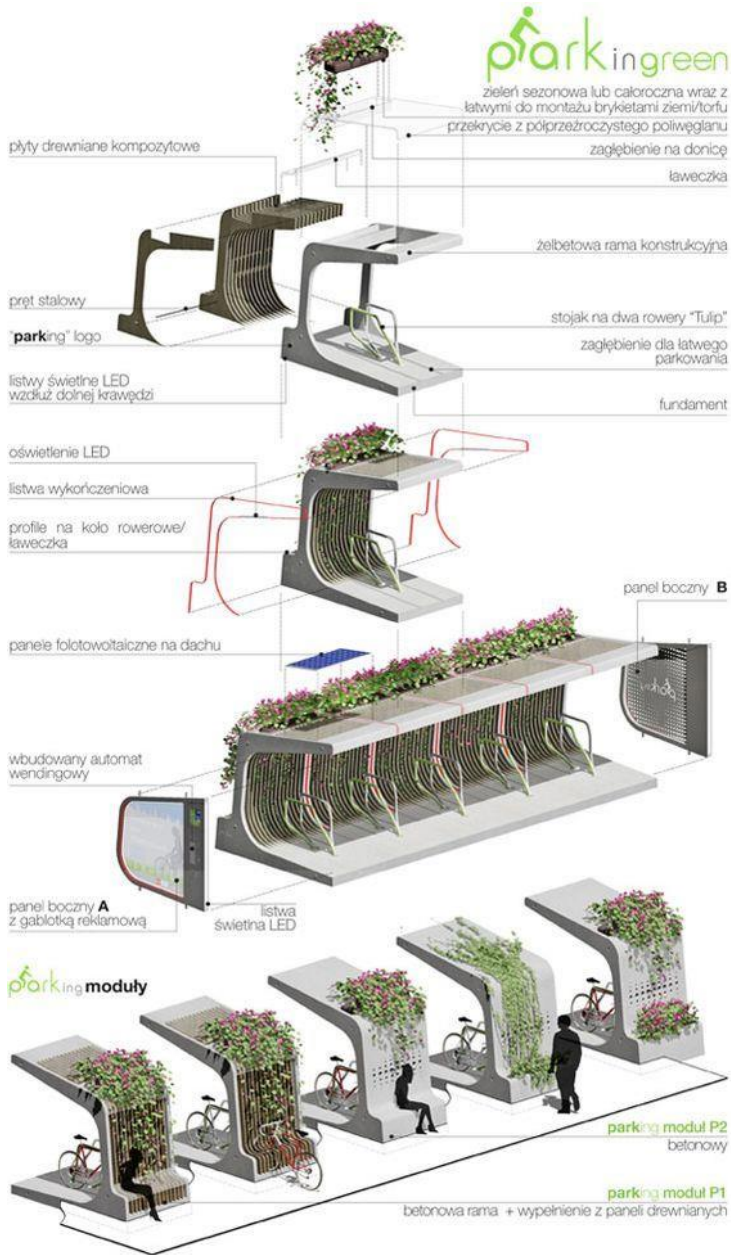 parkingreen
zieleń sezonowa lub całoroczna wraz z
łatwymi do montażu brykietami ziemi/torfu
przekrycie z półprzeźroczystego poliwęglanu
płyty drewniane kompozytowe
zagłębienie na donicę
ławeczka
żelbetowa rama konstrukcyjna
pręt stalowy
stojak na dwa rowery "Tulip"
"parking" logo
zagłębienie dla łatwego
parkowania
listwy świetlne LED
wzdłuż dolnej krawędzi
fundament
oświetlenie LED
listwa wykończeniowa
profile na koło rowerowe/
ławeczka
panel boczny B
panele folotowoltaiczne na dachu
wbudowany automat
wendingowy
panel boczny A
z gablotką reklamową
listwa
świetlna LED
parking moduły
parking moduł P2
betonowy
parking moduł P1
betonowa rama + wypełnienie z paneli drewnianych